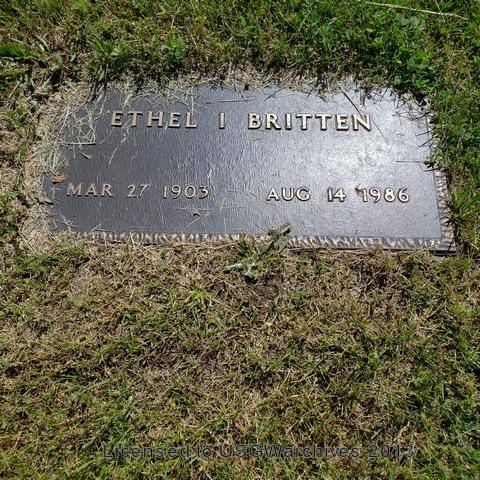 ETHEL I BRITTEN
MAR 27 1903 AUG 14 1986
Licensed to USGWarchives 2013